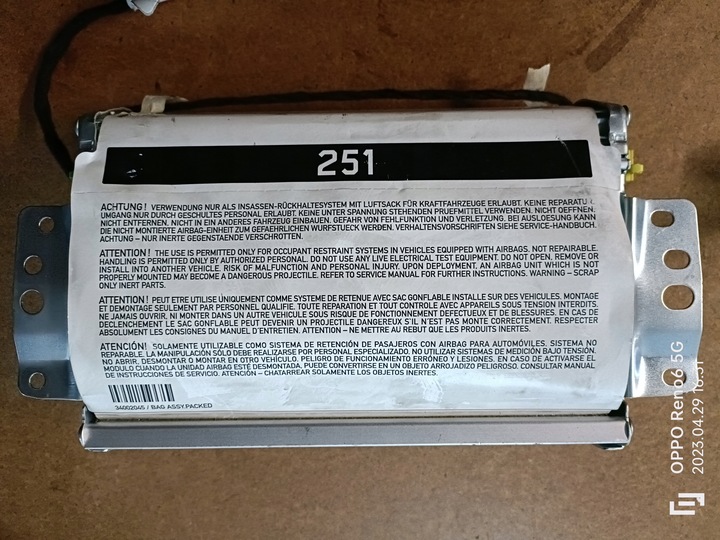 251
ACHTUNG! VERWENDUNG NUR ALS INSASSEN-RÜCKHALTESYSTEM MIT LUFTSACK FÜR KRAFTFAHRZEUGE ERLAUBT. KEINE REPARATUR.
UMGANG NUR DURCH GESCHULTES PERSONAL ERLAUBT. KEINE UNTER SPANNUNG STEHENDEN PRUEFMITTEL VERWENDEN. NICHT OEFFNEN.
NICHT ENTFERNEN. NICHT IN EIN ANDERES FAHRZEUG EINBAUEN. GEFAHR VON FEHLFUNKTION UND VERLETZUNG. BEI AUSLOESUNG KANN
DIE NICHT MONTIERTE AIRBAG-EINHEIT ZUM GEFAEHRLICHEN WURFSTUECK WERDEN. VERHALTENSVORSCHRIFTEN SIEHE SERVICE-HANDBUCH.
ACHTUNG – NUR INERTE GEGENSTAENDE VERSCHROTTEN.
ATTENTION! THE USE IS PERMITTED ONLY FOR OCCUPANT RESTRAINT SYSTEMS IN VEHICLES EQUIPPED WITH AIRBAGS. NOT REPAIRABLE.
HANDLING IS PERMITTED ONLY BY AUTHORIZED PERSONAL. DO NOT USE ANY LIVE ELECTRICAL TEST EQUIPMENT. DO NOT OPEN. REMOVE OR
INSTALL INTO ANOTHER VEHICLE. RISK OF MALFUNCTION AND PERSONAL INJURY. UPON DEPLOYMENT, AN AIRBAG UNIT WHICH IS NOT
PROPERLY MOUNTED MAY BECOME A DANGEROUS PROJECTILE. REFER TO SERVICE MANUAL FOR FURTHER INSTRUCTIONS. WARNING – SCRAP
ONLY INERT PARTS.
ATTENTION! PEUT ETRE UTILISE UNIQUEMENT COMME SYSTEME DE RETENUE AVEC SAC GONFLABLE INSTALLE SUR DES VEHICULES. MONTAGE
ET DEMONTAGE SEULEMENT PAR PERSONNEL QUALIFIE. TOUTE REPARATION ET TOUT CONTROLE AVEC APPAREILS SOUS TENSION INTERDITS.
NE JAMAIS OUVRIR. NI MONTER DANS UN AUTRE VEHICULE SOUS RISQUE DE FONCTIONNEMENT DEFECTUEUX ET DE BLESSURES. EN CAS DE
DECLENCHEMENT LE SAC GONFLABLE PEUT DEVENIR UN PROJECTILE DANGEREUX S'IL N'EST PAS MONTE CORRECTEMENT. RESPECTER
ABSOLUMENT LES CONSIGNES DU MANUEL D'ENTRETIEN. ATTENTION – NE METTRE AU REBUT QUE LES PRODUITS INERTES.
ATENCIÓN! SOLAMENTE UTILIZABLE COMO SISTEMA DE RETENCIÓN DE PASAJEROS CON AIRBAG PARA AUTOMÓVILES. SISTEMA NO
REPARABLE. LA MANIPULACIÓN SÓLO DEBE REALIZARSE POR PERSONAL ESPECIALIZADO. NO UTILIZAR SISTEMAS DE MEDICIÓN BAJO TENSIÓN.
NO ABRIR, DESMONTAR O MONTAR EN OTRO VEHÍCULO. PELIGRO DE FUNCIONAMIENTO ERRÓNEO Y LESIONES. EN CASO DE ACTIVARSE EL
MODULO CUANDO LA UNIDAD AIRBAG ESTÉ DESMONTADA, PUEDE CONVERTIRSE EN UN OBJETO ARROJADIZO PELIGROSO. CONSULTAR MANUAL
DE INSTRUCCIONES DE SERVICIO. ATENCIÓN – CHATARREAR SOLAMENTE LOS OBJETOS INERTES.
34002045 / BAG ASSY.PACKED
OPPO Reno6 5G
2023.04.29 16:31